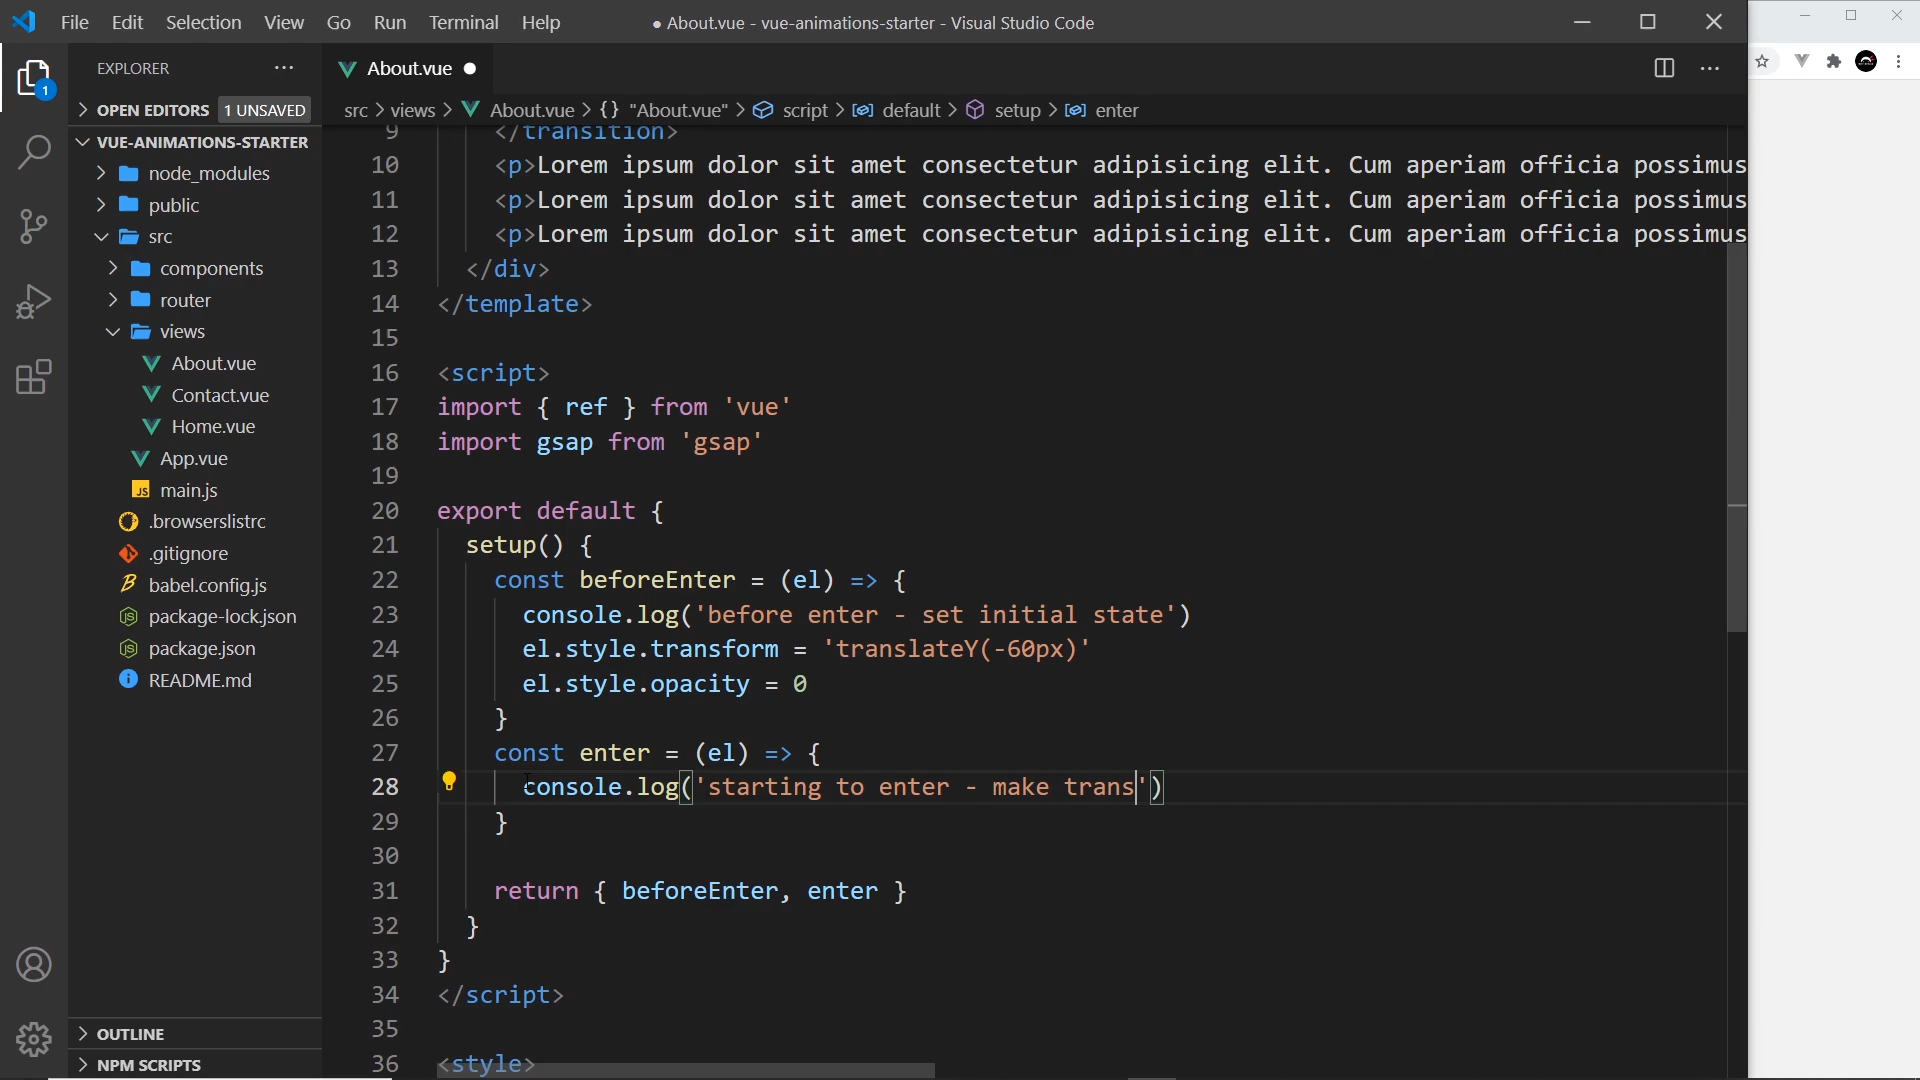 File Edit Selection View Go Run Terminal Help
● About.vue - vue-animations-starter - Visual Studio Code
EXPLORER
OPEN EDITORS 1 UNSAVED
VUE-ANIMATIONS-STARTER
node_modules
public
src
components
router
views
About.vue
Contact.vue
Home.vue
App.vue
JS main.js
.browserslistrc
.gitignore
babel.config.js
package-lock.json
package.json
README.md
OUTLINE
NPM SCRIPTS
1
About.vue ●
src > views > About.vue > {} "About.vue" > script > default > setup > enter
9 </transition>
10 <p>Lorem ipsum dolor sit amet consectetur adipisicing elit. Cum aperiam officia possimus
11 <p>Lorem ipsum dolor sit amet consectetur adipisicing elit. Cum aperiam officia possimus
12 <p>Lorem ipsum dolor sit amet consectetur adipisicing elit. Cum aperiam officia possimus
13 </div>
14 </template>
15
16 <script>
17 import { ref } from 'vue'
18 import gsap from 'gsap'
19
20 export default {
21 setup() {
22 const beforeEnter = (el) => {
23 console.log('before enter - set initial state')
24 el.style.transform = 'translateY(-60px)'
25 el.style.opacity = 0
26 }
27 const enter = (el) => {
28 console.log('starting to enter - make trans')
29 }
30
31 return { beforeEnter, enter }
32 }
33 }
34 </script>
35
36 <style>